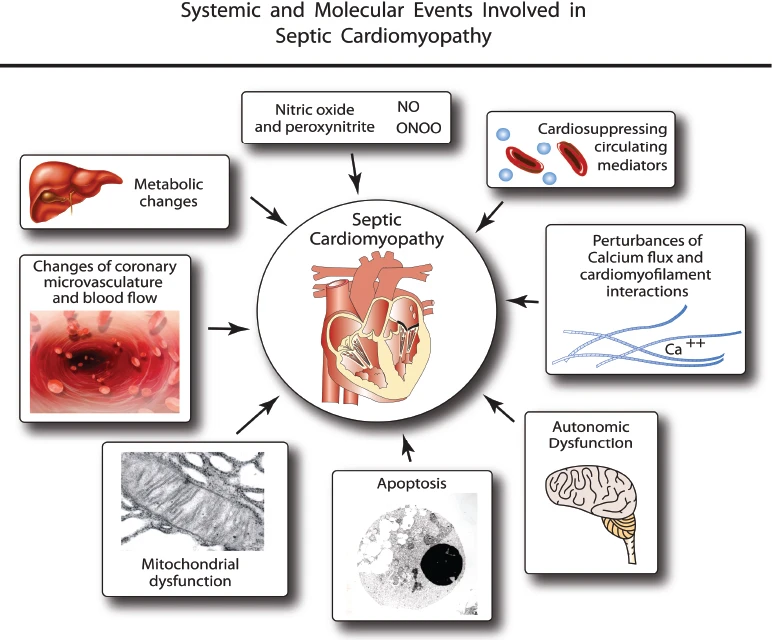 Systemic and Molecular Events Involved in
Septic Cardiomyopathy
Nitric oxide
and peroxynitrite
NO
ONOO
Cardiosuppressing
circulating
mediators
Metabolic
changes
Septic
Cardiomyopathy
Perturbances of
Calcium flux and
cardiomyofilament
interactions
Ca ++
Changes of coronary
microvasculature
and blood flow
Autonomic
Dysfunction
Apoptosis
Mitochondrial
dysfunction